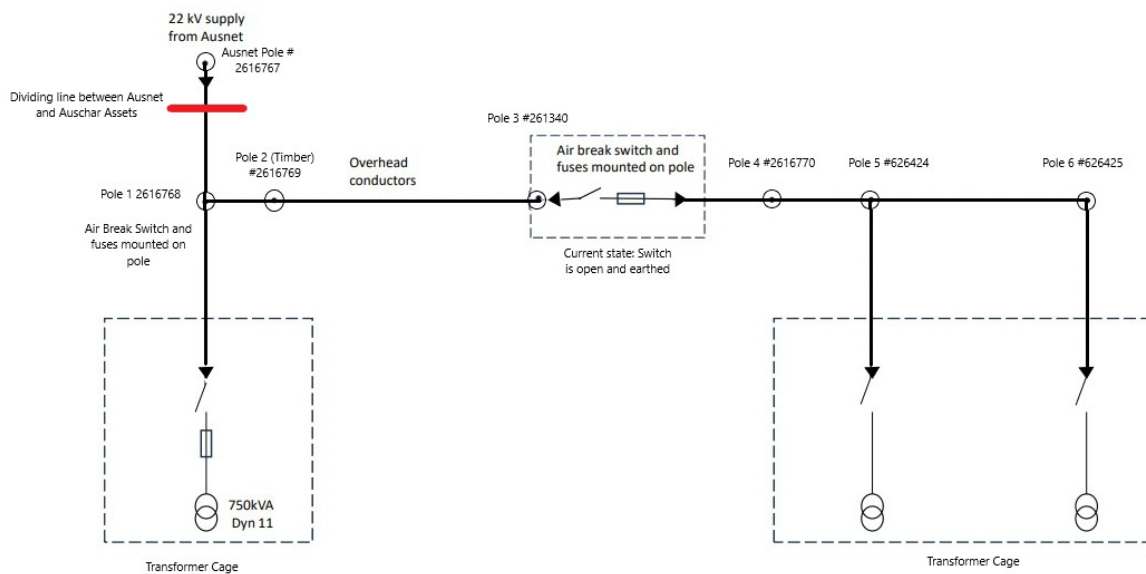 22 kV supply
from Ausnet
Ausnet Pole #
2616767
Dividing line between Ausnet
and Auschar Assets
Pole 3 #261340
Air break switch and
fuses mounted on pole
Pole 2 (Timber)
#2616769
Overhead
conductors
Pole 4 #2616770
Pole 5 #626424
Pole 6 #626425
Pole 1 2616768
Air Break Switch and
fuses mounted on
pole
Current state: Switch
is open and earthed
750kVA
Dyn 11
Transformer Cage
Transformer Cage